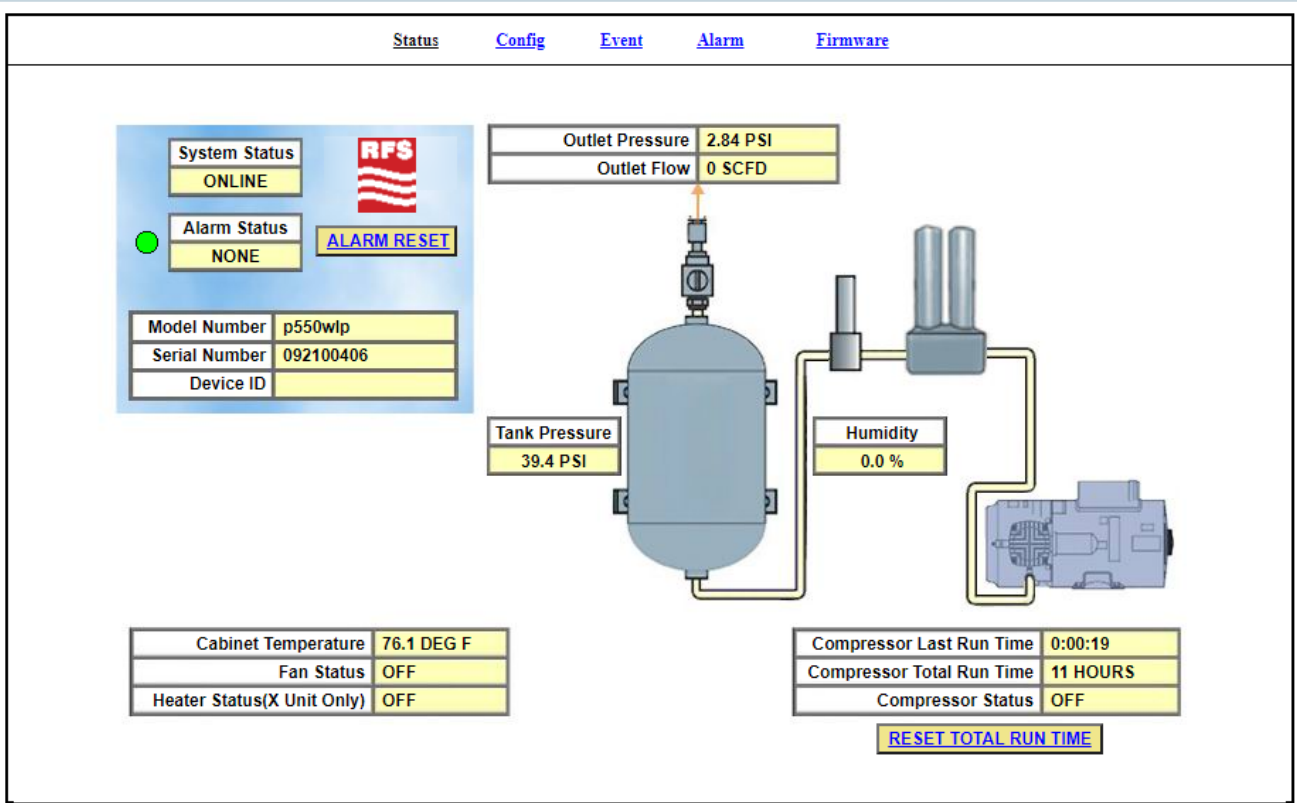 Status Config Event Alarm Firmware
System Status
ONLINE
RFS
Alarm Status
NONE
ALARM RESET
Model Number p550wlp
Serial Number 092100406
Device ID
Outlet Pressure 2.84 PSI
Outlet Flow 0 SCFD
Tank Pressure
39.4 PSI
Humidity
0.0 %
Cabinet Temperature 76.1 DEG F
Fan Status OFF
Heater Status(X Unit Only) OFF
Compressor Last Run Time 0:00:19
Compressor Total Run Time 11 HOURS
Compressor Status OFF
RESET TOTAL RUN TIME